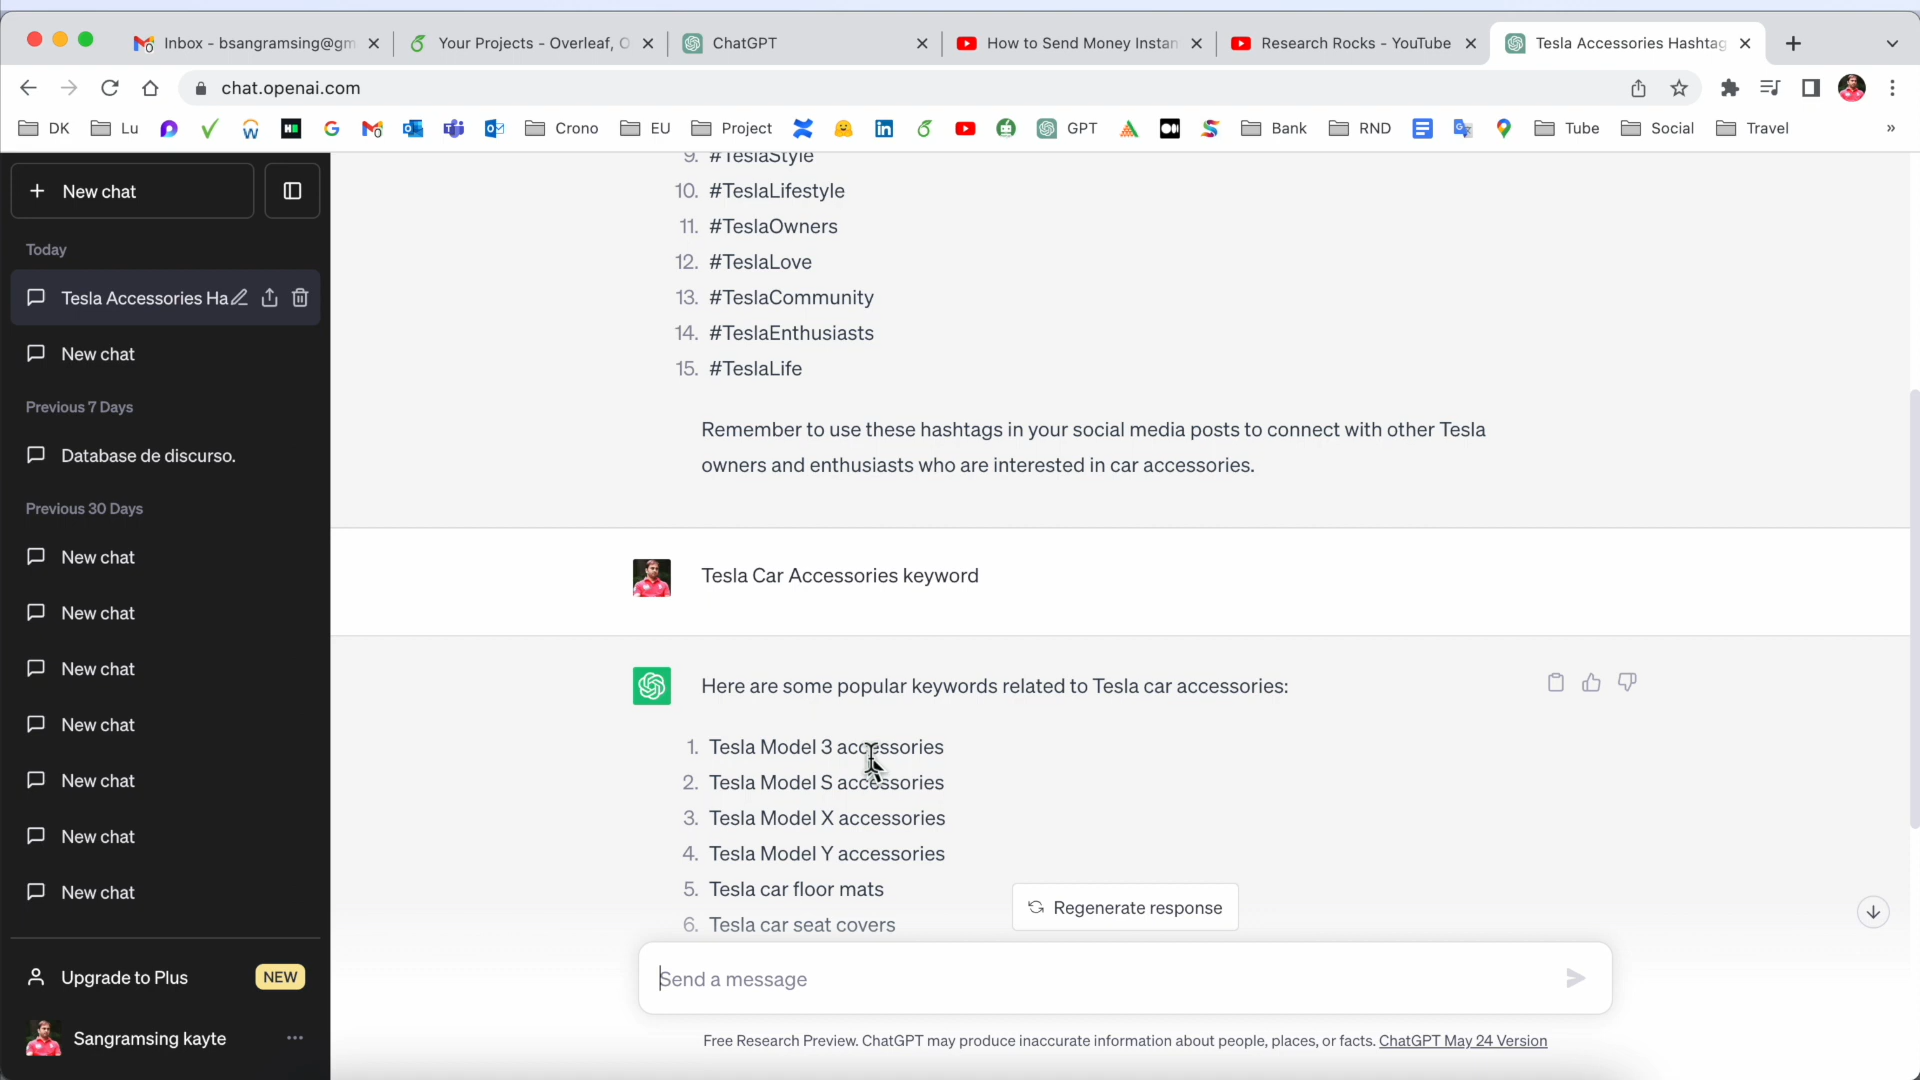 Inbox - bsangramsing@gm
Your Projects - Overleaf, O
ChatGPT
How to Send Money Instan
Research Rocks - YouTube
Tesla Accessories Hashtag
chat.openai.com
DK
Lu
Crono
EU
Project
GPT
Bank
RND
Tube
Social
Travel
»
New chat
Today
Tesla Accessories Ha
New chat
Previous 7 Days
Database de discurso.
Previous 30 Days
New chat
New chat
New chat
New chat
New chat
New chat
New chat
Upgrade to Plus
NEW
Sangramsing kayte
9. #TeslaStyle
10. #TeslaLifestyle
11. #TeslaOwners
12. #TeslaLove
13. #TeslaCommunity
14. #TeslaEnthusiasts
15. #TeslaLife
Remember to use these hashtags in your social media posts to connect with other Tesla
owners and enthusiasts who are interested in car accessories.
Tesla Car Accessories keyword
Here are some popular keywords related to Tesla car accessories:
1. Tesla Model 3 accessories
2. Tesla Model S accessories
3. Tesla Model X accessories
4. Tesla Model Y accessories
5. Tesla car floor mats
6. Tesla car seat covers
Regenerate response
Send a message
Free Research Preview. ChatGPT may produce inaccurate information about people, places, or facts. ChatGPT May 24 Version